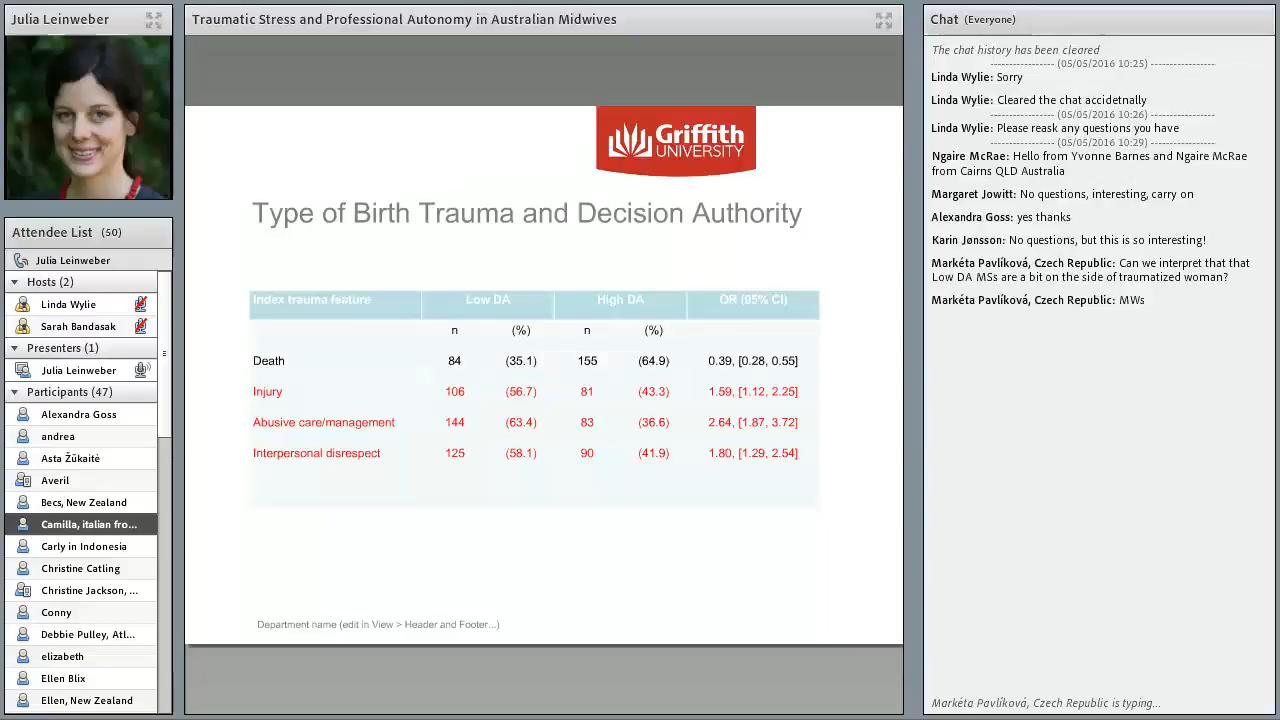 Julia Leinweber
Attendee List (50)
Julia Leinweber
Hosts (2)
Linda Wylie
Sarah Bandasak
Presenters (1)
Julia Leinweber
Participants (47)
Alexandra Goss
andrea
Asta Žūkaitė
Averil
Becs, New Zealand
Camilla, italian fro...
Carly in Indonesia
Christine Catling
Christine Jackson, ...
Conny
Debbie Pulley, Atl...
elizabeth
Ellen Blix
Ellen, New Zealand
Traumatic Stress and Professional Autonomy in Australian Midwives
Griffith
UNIVERSITY
Type of Birth Trauma and Decision Authority
Index trauma feature Low DA High DA OR (95% CI)
n (%) n (%)
Death 84 (35.1) 155 (64.9) 0.39, [0.28, 0.55]
Injury 106 (56.7) 81 (43.3) 1.59, [1.12, 2.25]
Abusive care/management 144 (63.4) 83 (36.6) 2.64, [1.87, 3.72]
Interpersonal disrespect 125 (58.1) 90 (41.9) 1.80, [1.29, 2.54]
Department name (edit in View > Header and Footer...)
Chat (Everyone)
The chat history has been cleared
------------------ (05/05/2016 10:25) ------------------
Linda Wylie: Sorry
Linda Wylie: Cleared the chat accidetnally
------------------ (05/05/2016 10:26) ------------------
Linda Wylie: Please reask any questions you have
------------------ (05/05/2016 10:29) ------------------
Ngaire McRae: Hello from Yvonne Barnes and Ngaire McRae
from Cairns QLD Australia
Margaret Jowitt: No questions, interesting, carry on
Alexandra Goss: yes thanks
Karin Jønsson: No questions, but this is so interesting!
Markéta Pavlíková, Czech Republic: Can we interpret that that
Low DA MSs are a bit on the side of traumatized woman?
Markéta Pavlíková, Czech Republic: MWs
Markéta Pavlíková, Czech Republic is typing...